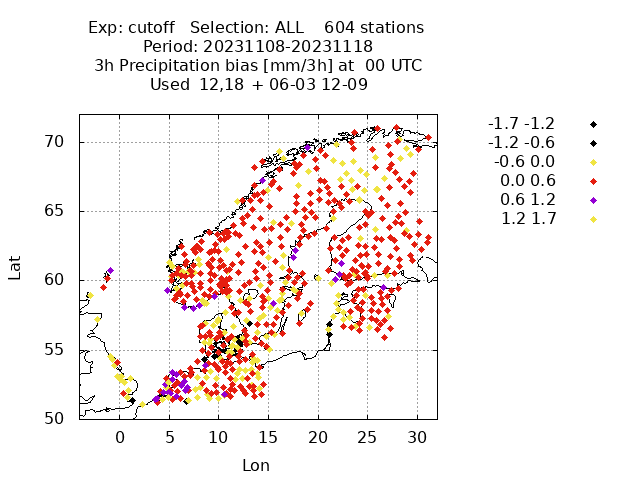 Exp: cutoff   Selection: ALL    604 stations
Period: 20231108-20231118
3h Precipitation bias [mm/3h] at  00 UTC
Used  12,18  + 06-03 12-09
-1.7 -1.2
-1.2 -0.6
-0.6 0.0
0.0 0.6
0.6 1.2
1.2 1.7
70
65
60
55
50
Lat
0 5 10 15 20 25 30
Lon